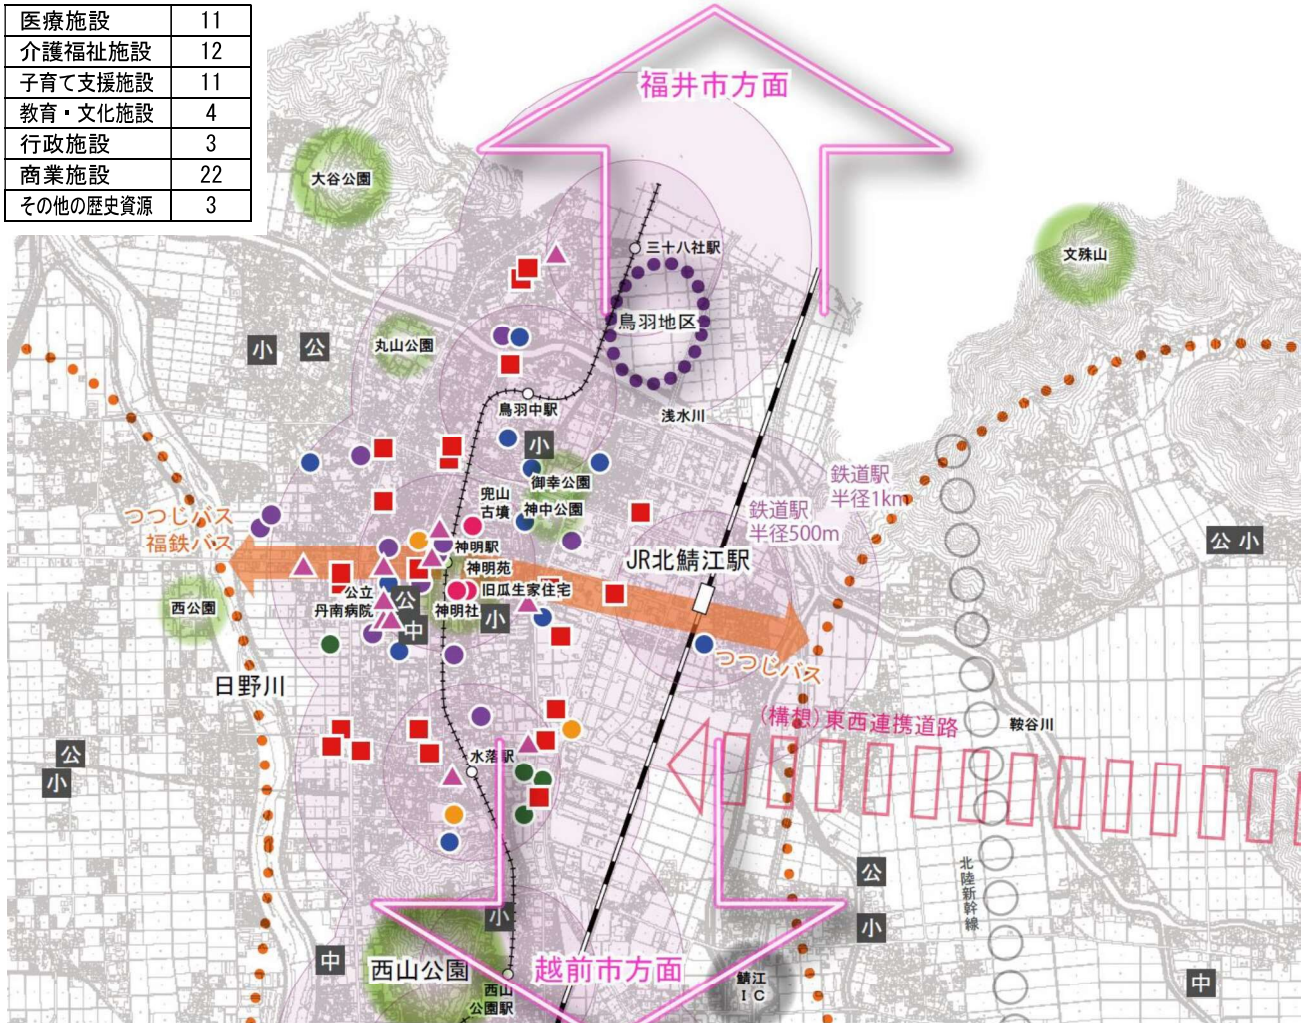 医療施設 11
介護福祉施設 12
子育て支援施設 11
教育・文化施設 4
行政施設 3
商業施設 22
その他の歴史資源 3
福井市方面
大谷公園
三十八社駅
文殊山
鳥羽地区
小 公
丸山公園
鳥羽中駅
浅水川
小
御幸公園
鉄道駅
半径1km
兜山
古墳
神中公園
鉄道駅
半径500m
つつじバス
福鉄バス
神明駅
JR北鯖江駅
公 小
神明苑
旧瓜生家住宅
公立
丹南病院
公
中
神明社
小
西公園
日野川
つつじバス
(構想)東西連携道路
鞍谷川
公
小
水落駅
北陸新幹線
公
小
小
中
西山公園
越前市方面
西山
公園駅
鯖江
IC
中